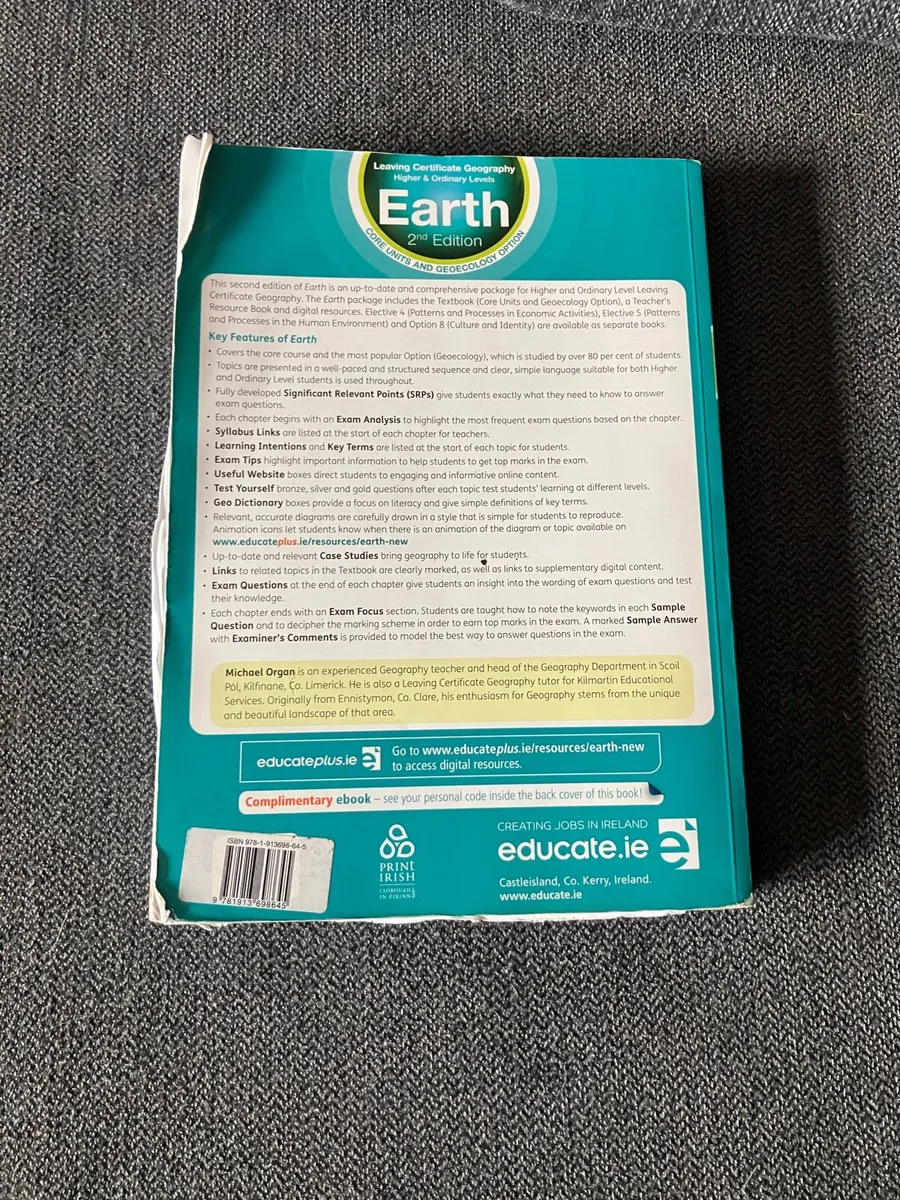 Leaving Certificate Geography
Higher & Ordinary Levels
Earth
2nd Edition
CORE UNITS AND GEOECOLOGY OPTION
This second edition of Earth is an up-to-date and comprehensive package for Higher and Ordinary Level Leaving
Certificate Geography. The Earth package includes the Textbook (Core Units and Geoecology Option), a Teacher's
Resource Book and digital resources. Elective 4 (Patterns and Processes in Economic Activities), Elective 5 (Patterns
and Processes in the Human Environment) and Option 8 (Culture and Identity) are available as separate books.
Key Features of Earth
• Covers the core course and the most popular Option (Geoecology), which is studied by over 80 per cent of students.
• Topics are presented in a well-paced and structured sequence and clear, simple language suitable for both Higher
and Ordinary Level students is used throughout.
• Fully developed Significant Relevant Points (SRPs) give students exactly what they need to know to answer
exam questions.
• Each chapter begins with an Exam Analysis to highlight the most frequent exam questions based on the chapter.
• Syllabus Links are listed at the start of each chapter for teachers.
• Learning Intentions and Key Terms are listed at the start of each topic for students.
• Exam Tips highlight important information to help students to get top marks in the exam.
• Useful Website boxes direct students to engaging and informative online content.
• Test Yourself bronze, silver and gold questions after each topic test students' learning at different levels.
• Geo Dictionary boxes provide a focus on literacy and give simple definitions of key terms.
• Relevant, accurate diagrams are carefully drawn in a style that is simple for students to reproduce.
Animation icons let students know when there is an animation of the diagram or topic available on
www.educateplus.ie/resources/earth-new
• Up-to-date and relevant Case Studies bring geography to life for students.
• Links to related topics in the Textbook are clearly marked, as well as links to supplementary digital content.
• Exam Questions at the end of each chapter give students an insight into the wording of exam questions and test
their knowledge.
• Each chapter ends with an Exam Focus section. Students are taught how to note the keywords in each Sample
Question and to decipher the marking scheme in order to earn top marks in the exam. A marked Sample Answer
with Examiner's Comments is provided to model the best way to answer questions in the exam.
Michael Organ is an experienced Geography teacher and head of the Geography Department in Scoil
Pól, Kilfinane, Co. Limerick. He is also a Leaving Certificate Geography tutor for Kilmartin Educational
Services. Originally from Ennistymon, Co. Clare, his enthusiasm for Geography stems from the unique
and beautiful landscape of that area.
educateplus.ie
Go to www.educateplus.ie/resources/earth-new
to access digital resources.
Complimentary ebook – see your personal code inside the back cover of this book!
ISBN 978-1-913698-64-5
9 781913 698645
PRINT
IRISH
CLÓBHUAILTE
IN ÉIRINN
CREATING JOBS IN IRELAND
educate.ie
Castleisland, Co. Kerry, Ireland.
www.educate.ie